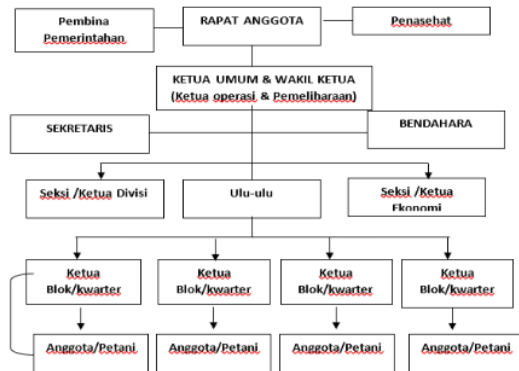 Pembina
Pemerintahan
RAPAT ANGGOTA
Penasehat
KETUA UMUM & WAKIL KETUA
(Ketua operasi & Pemeliharaan)
SEKRETARIS
BENDAHARA
Seksi /Ketua Divisi
Ulu-ulu
Seksi /Ketua
Ekonomi
Ketua
Blok/kwarter
Ketua
Blok/kwarter
Ketua
Blok/kwarter
Ketua
Blok/kwarter
Anggota/Petani
Anggota/Petani
Anggota/Petani
Anggota/Petani